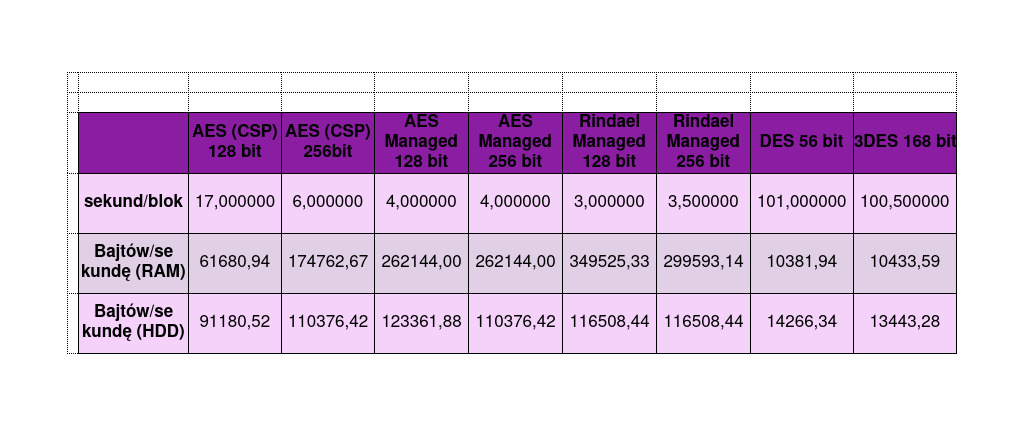 AES (CSP) 128 bit AES (CSP) 256bit AES Managed 128 bit AES Managed 256 bit Rindael Managed 128 bit Rindael Managed 256 bit DES 56 bit 3DES 168 bit
sekund/blok 17,000000 6,000000 4,000000 4,000000 3,000000 3,500000 101,000000 100,500000
Bajtów/se kundę (RAM) 61680,94 174762,67 262144,00 262144,00 349525,33 299593,14 10381,94 10433,59
Bajtów/se kundę (HDD) 91180,52 110376,42 123361,88 110376,42 116508,44 116508,44 14266,34 13443,28